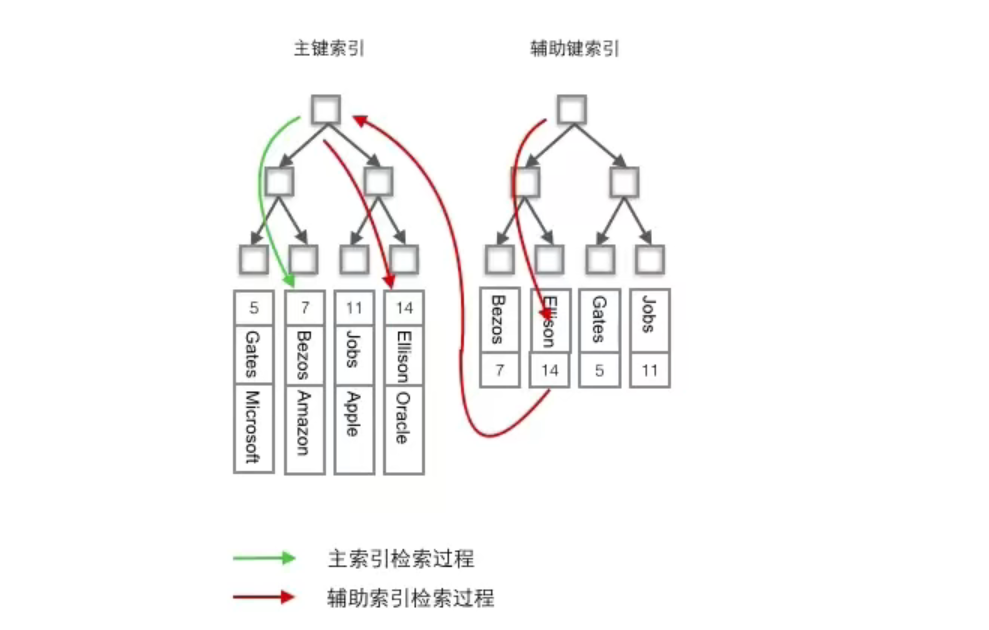 主键索引
辅助键索引
5 7 11 14
Gates Bezos Jobs Ellison
Microsoft Amazon Apple Oracle
Bezos Ellison Gates Jobs
7 14 5 11
主索引检索过程
辅助索引检索过程